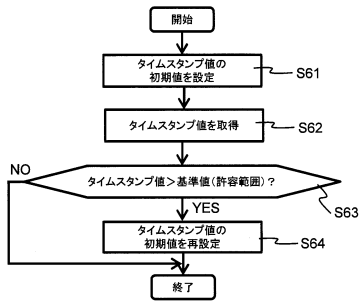 開始
タイムスタンプ値の
初期値を設定
S61
タイムスタンプ値を取得
S62
NO
タイムスタンプ値＞基準値(許容範囲)？
S63
YES
タイムスタンプ値の
初期値を再設定
S64
終了